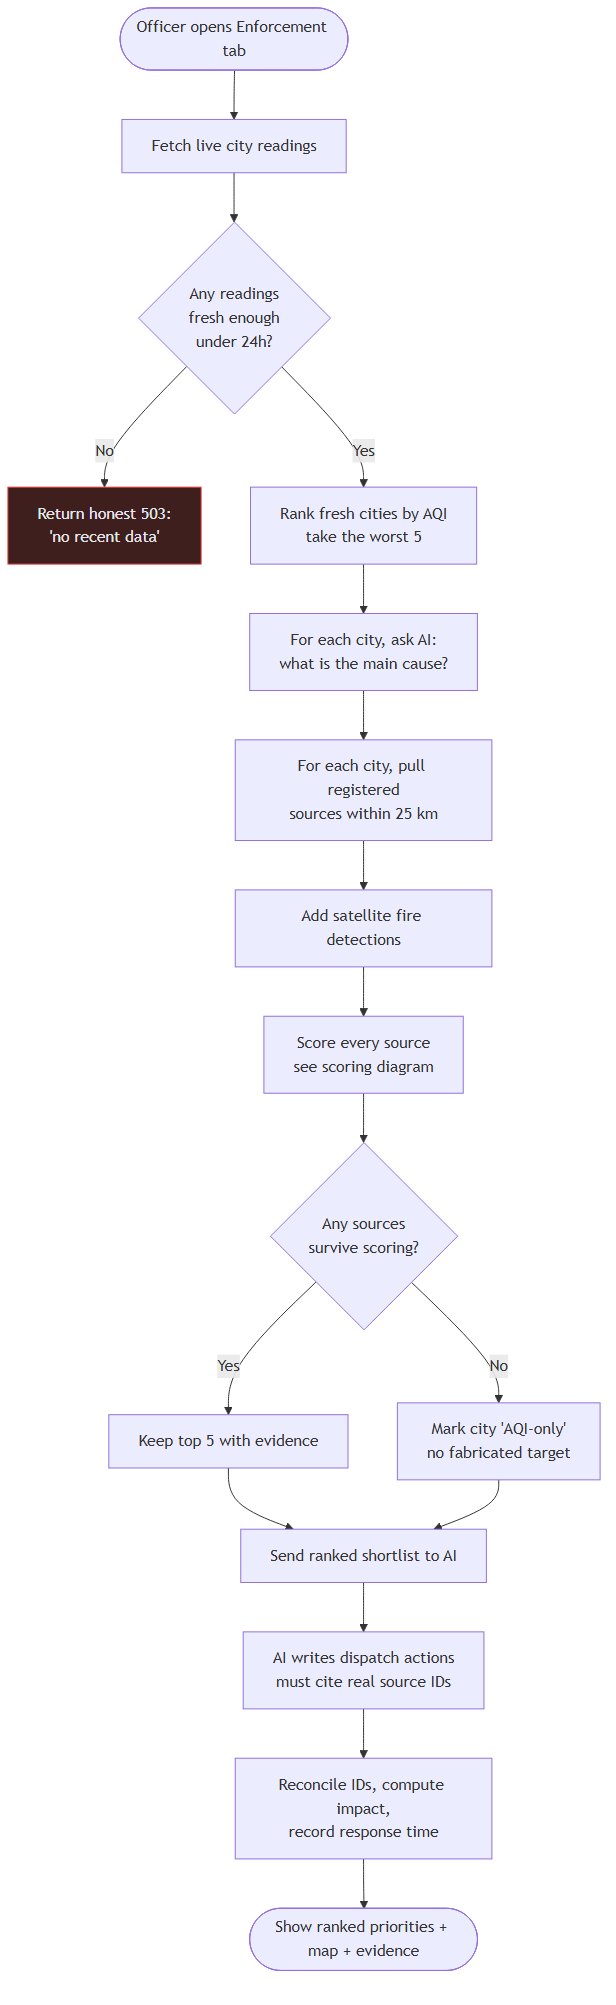 Officer opens Enforcement
tab
Fetch live city readings
Any readings
fresh enough
under 24h?
No
Yes
Return honest 503:
'no recent data'
Rank fresh cities by AQI
take the worst 5
For each city, ask AI:
what is the main cause?
For each city, pull
registered
sources within 25 km
Add satellite fire
detections
Score every source
see scoring diagram
Any sources
survive scoring?
Yes
No
Keep top 5 with evidence
Mark city 'AQI-only'
no fabricated target
Send ranked shortlist to AI
AI writes dispatch actions
must cite real source IDs
Reconcile IDs, compute
impact,
record response time
Show ranked priorities +
map + evidence